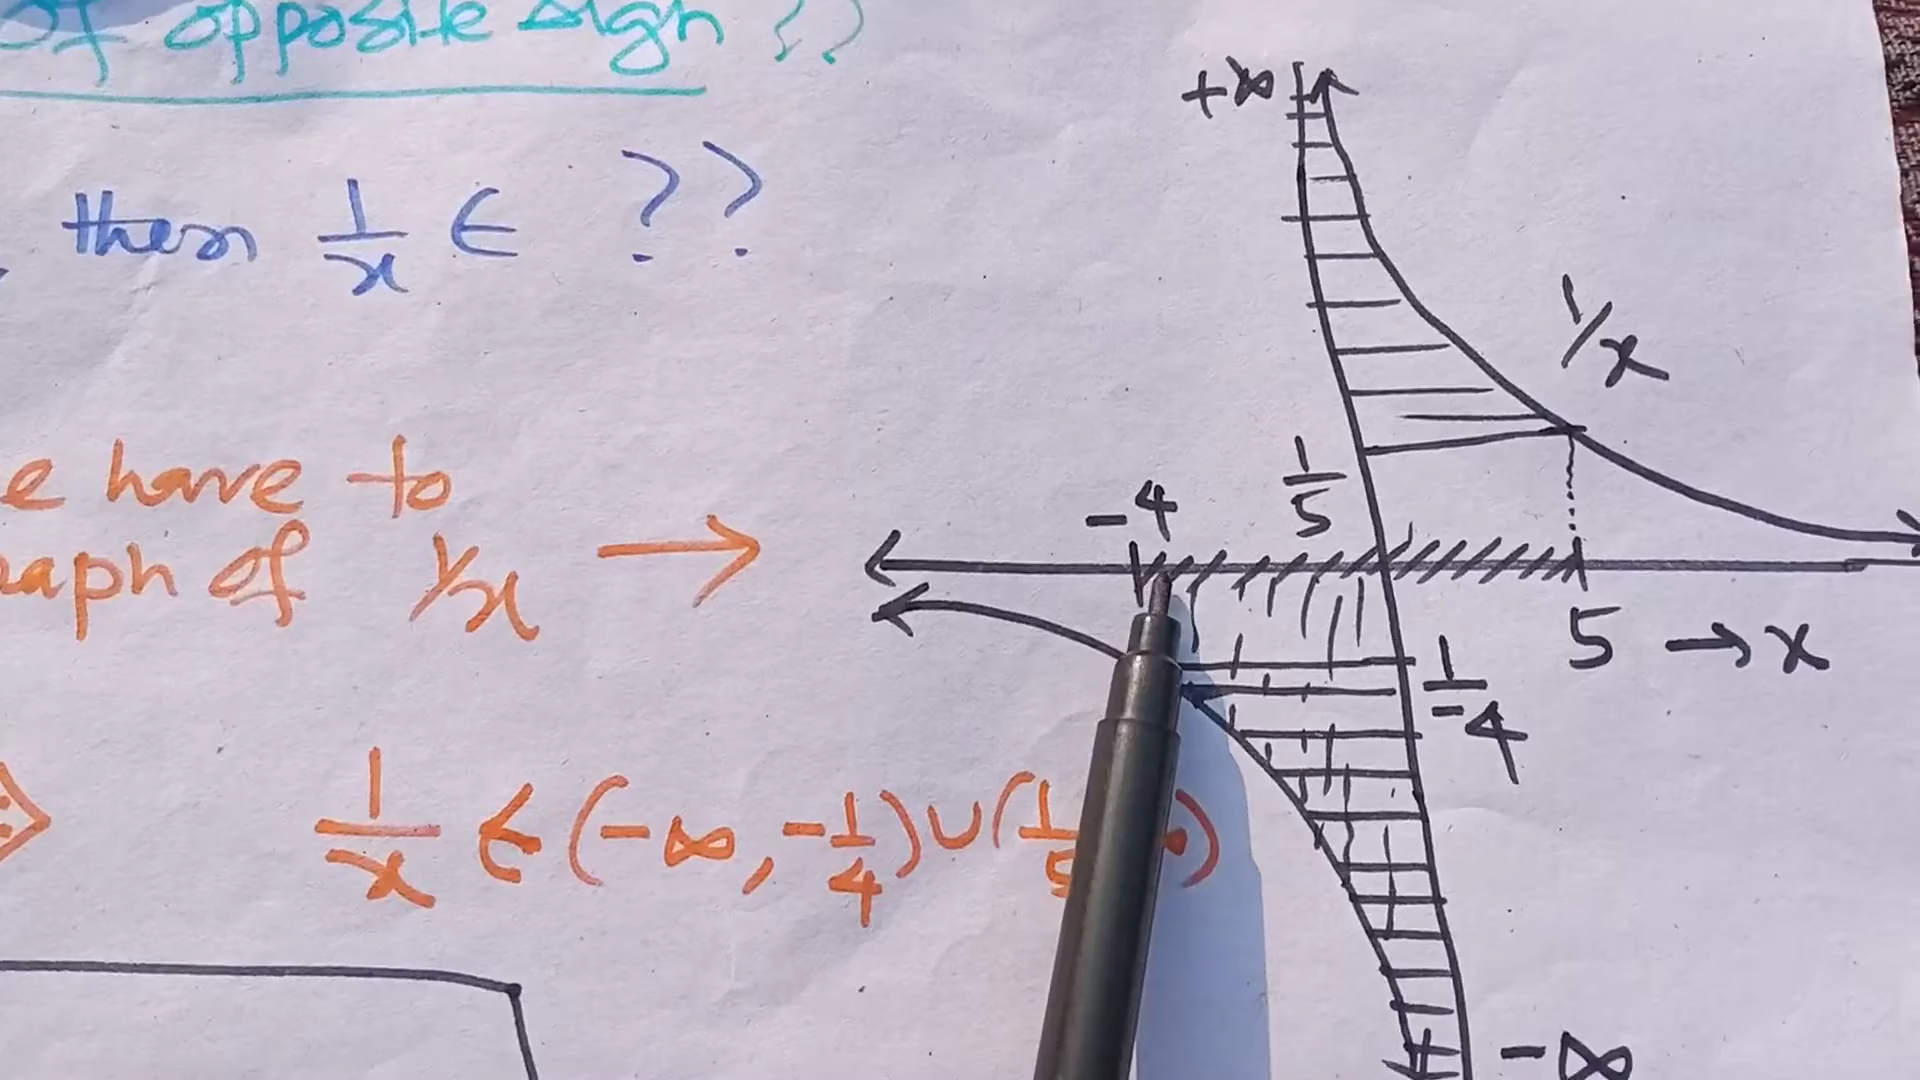 of opposite sign ??
, then 1/x ∈ ??
e have to
raph of 1/x →
1/x ∈ (-∞, -1/4) ∪ (1/5
+∞
1/x
1/5
-4
5 → x
1/-4
-∞